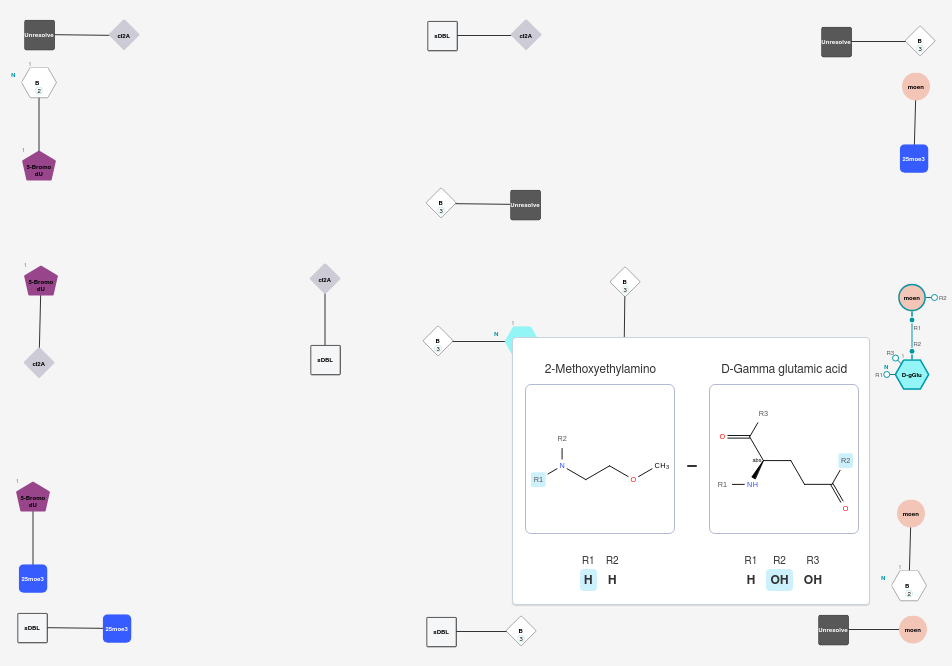 Unresolve
cl2A
sDBL
cl2A
Unresolve
B
3
1
N
B
2
moen
1
5-Bromo
dU
25moe3
B
3
Unresolve
1
5-Bromo
dU
cl2A
cl2A
sDBL
B
3
B
3
N
1
moen
R2
R1
R2
R3
1
N
R1
D-gGlu
2-Methoxyethylamino
D-Gamma glutamic acid
R2
N
R1
O
CH3
R3
O
abs
R1
NH
R2
O
R1
R2
H
H
R1
R2
R3
H
OH
OH
1
5-Bromo
dU
25moe3
moen
1
N
B
2
sDBL
25moe3
sDBL
B
3
Unresolve
moen